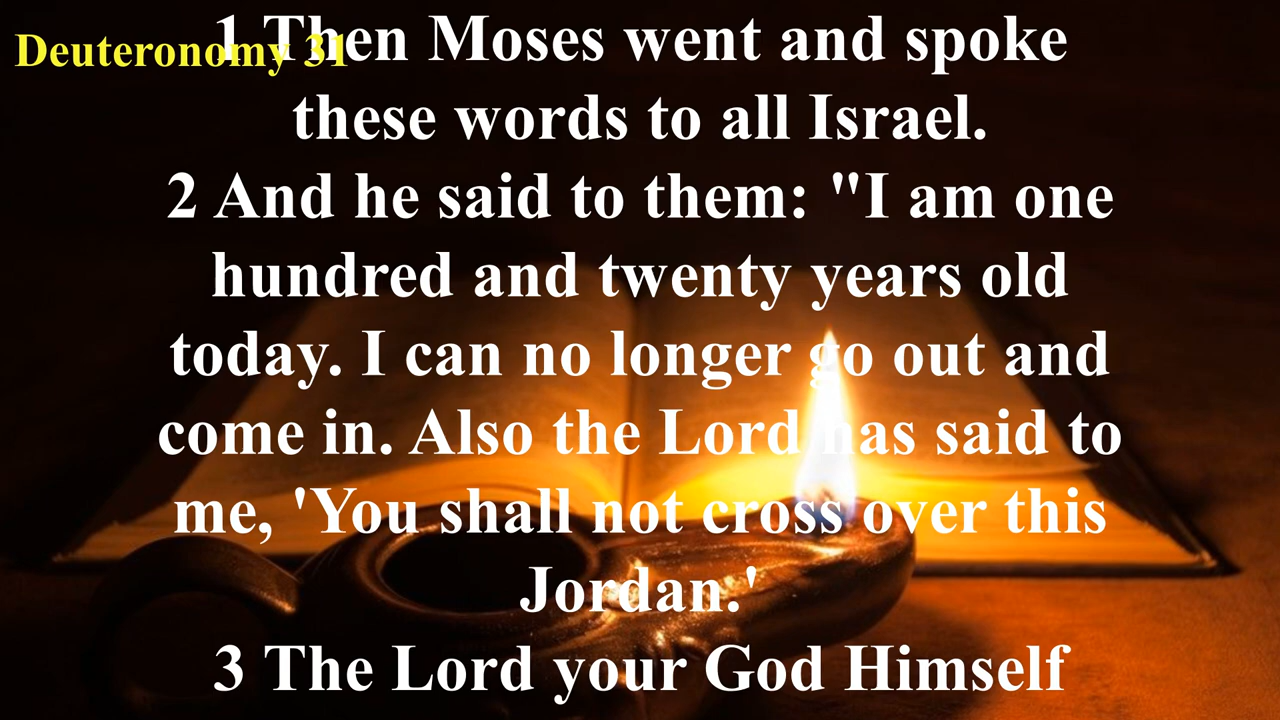 Deuteronomy 31
1 Then Moses went and spoke
these words to all Israel.
2 And he said to them: "I am one
hundred and twenty years old
today. I can no longer go out and
come in. Also the Lord has said to
me, 'You shall not cross over this
Jordan.'
3 The Lord your God Himself